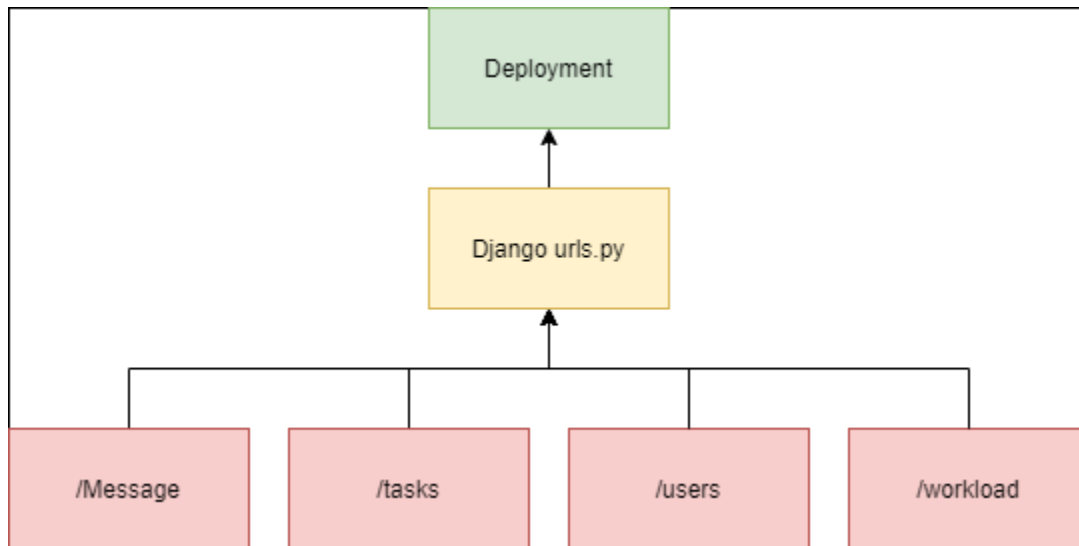 Deployment
Django urls.py
/Message
/tasks
/users
/workload